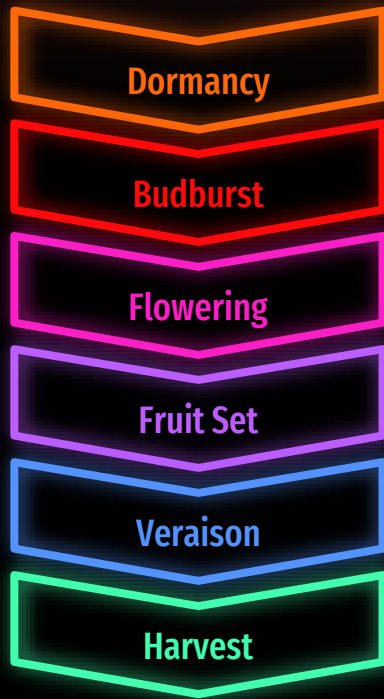 Dormancy
Budburst
Flowering
Fruit Set
Veraison
Harvest